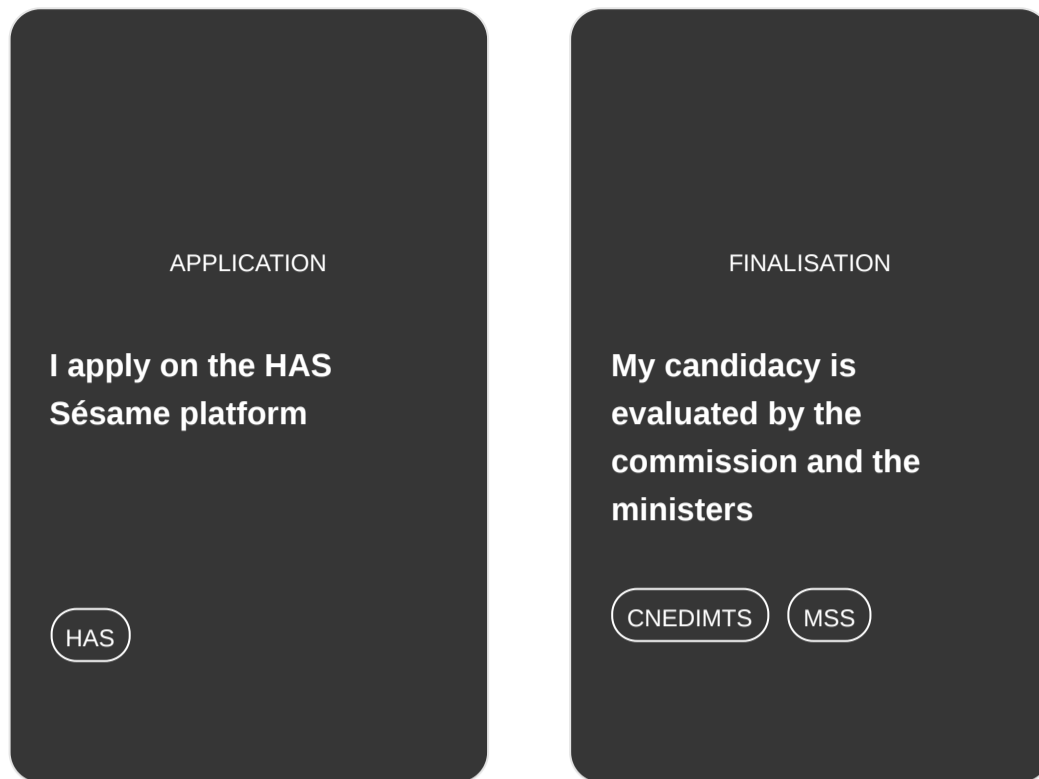 APPLICATION
I apply on the HAS
Sésame platform
HAS
FINALISATION
My candidacy is
evaluated by the
commission and the
ministers
CNEDIMTS
MSS